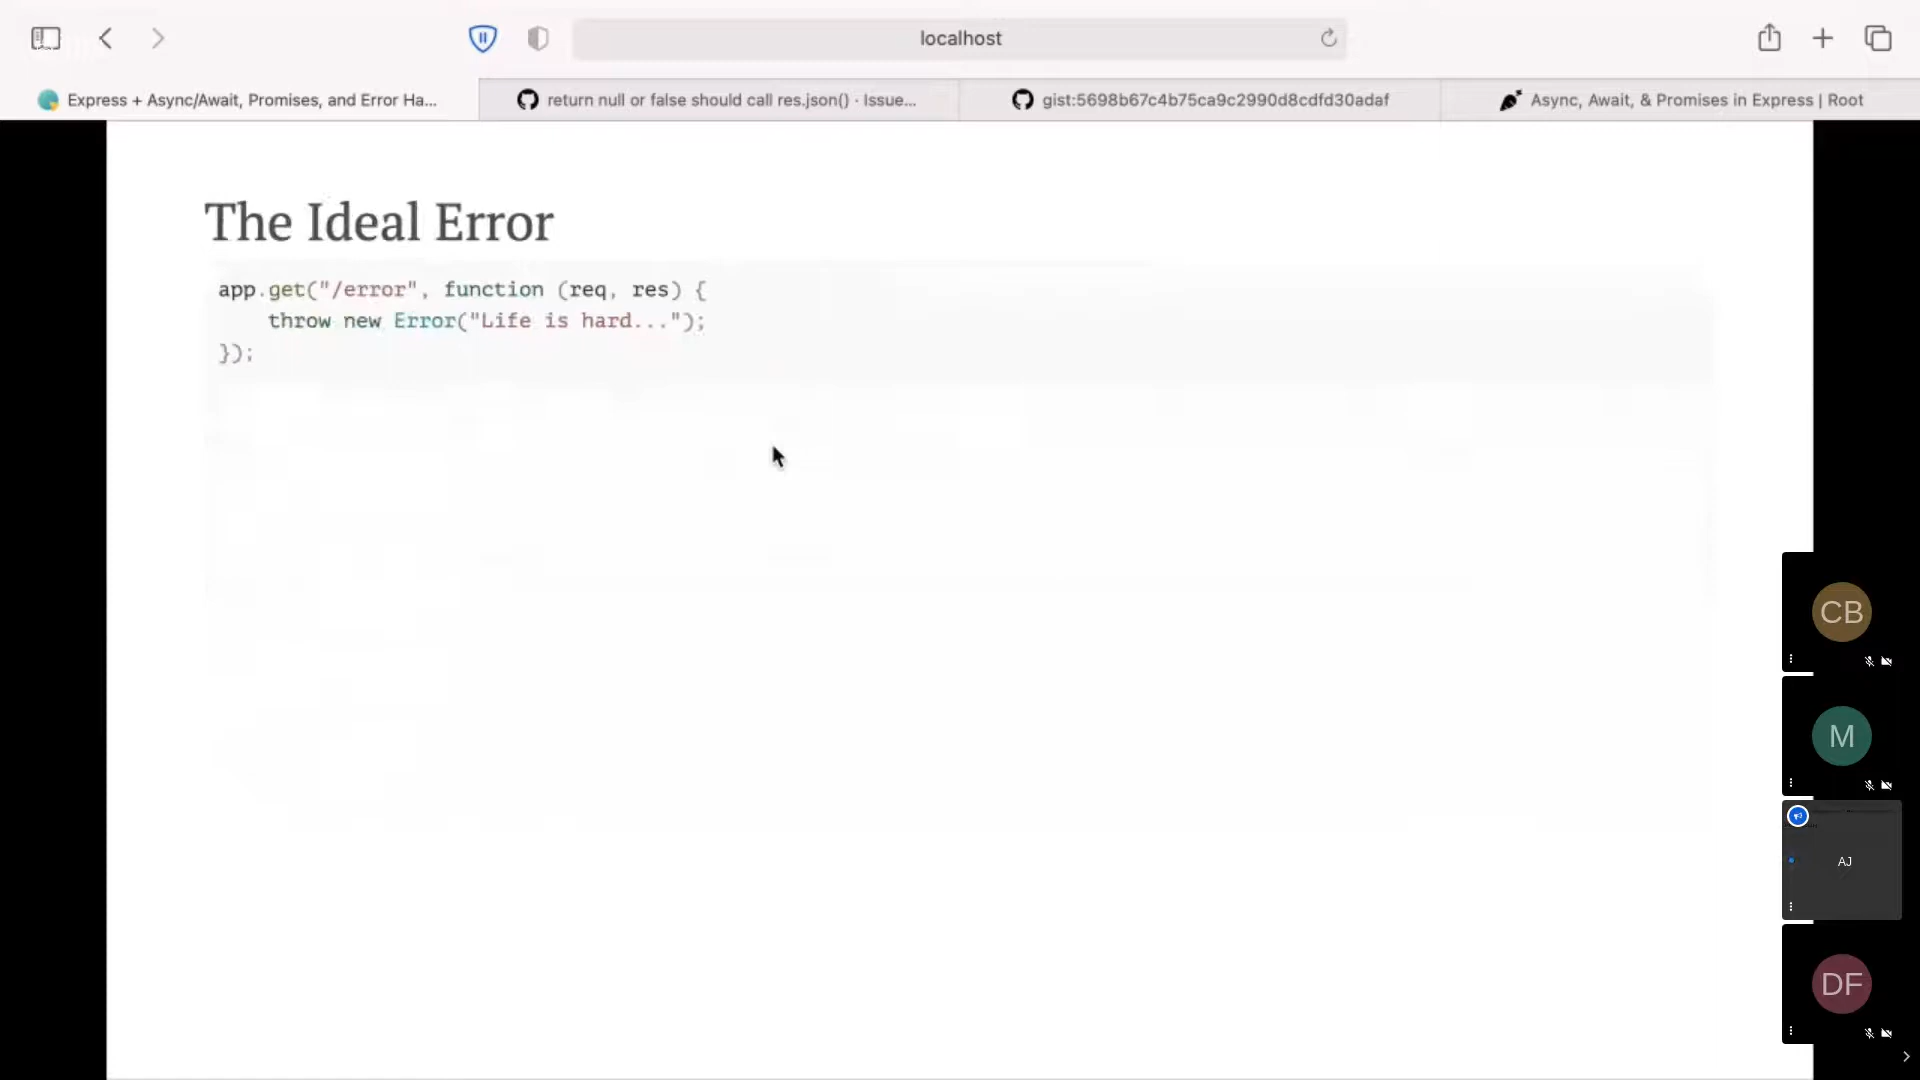 localhost
Express + Async/Await, Promises, and Error Ha...
return null or false should call res.json() · Issue...
gist:5698b67c4b75ca9c2990d8cdfd30adaf
Async, Await, & Promises in Express | Root
The Ideal Error
app.get("/error", function (req, res) {
    throw new Error("Life is hard...");
});
CB
M
AJ
DF